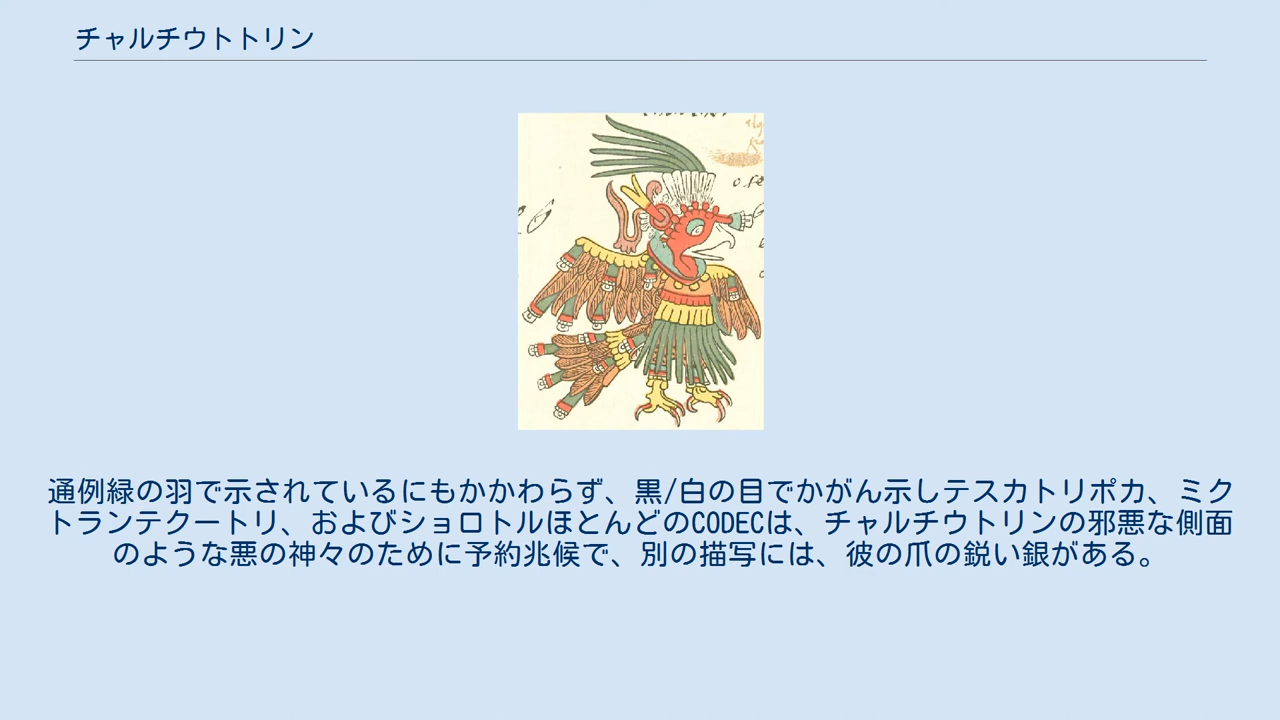 チャルチウトトリン
通例緑の羽で示されているにもかかわらず、黒/白の目でかがん示しテスカトリポカ、ミク
トランテクートリ、およびショロトルほとんどのCODECは、チャルチウトリンの邪悪な側面
のような悪の神々のために予約兆候で、別の描写には、彼の爪の鋭い銀がある。